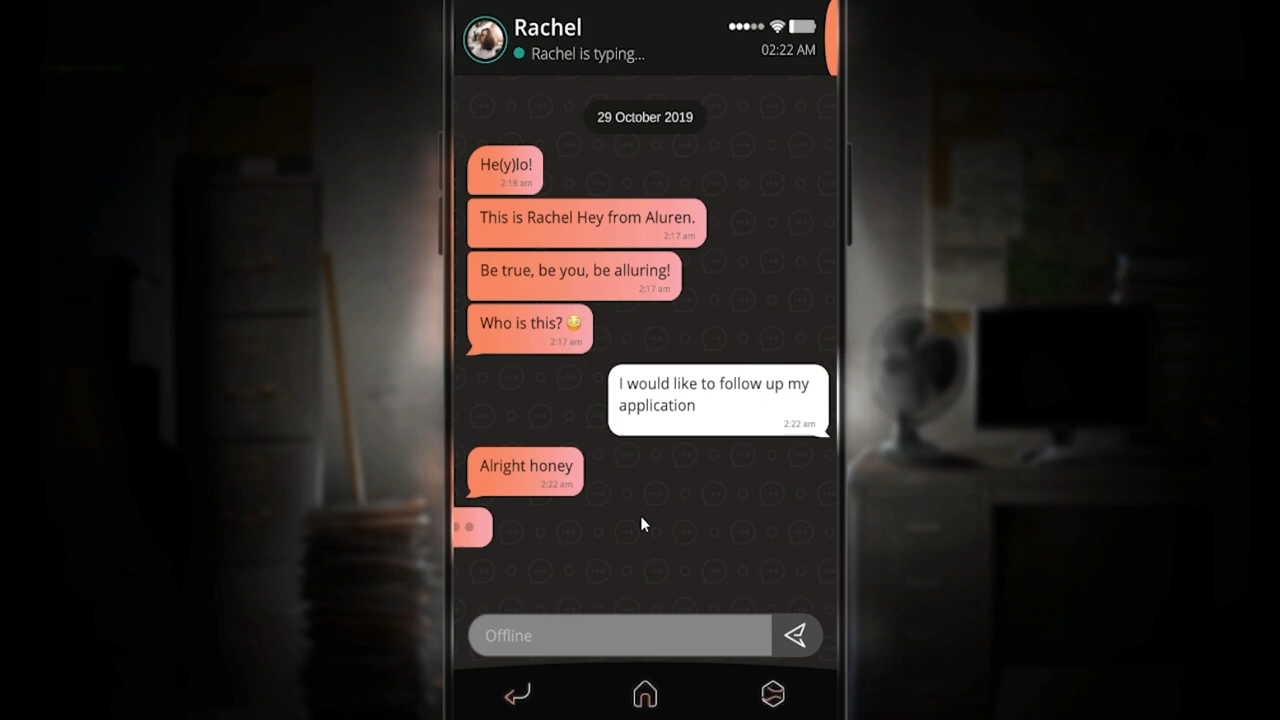 Rachel
Rachel is typing...
02:22 AM
29 October 2019
He(y)lo!
2:18 am
This is Rachel Hey from Aluren.
2:17 am
Be true, be you, be alluring!
2:17 am
Who is this? 😳
2:17 am
I would like to follow up my
application
2:22 am
Alright honey
2:22 am
Offline